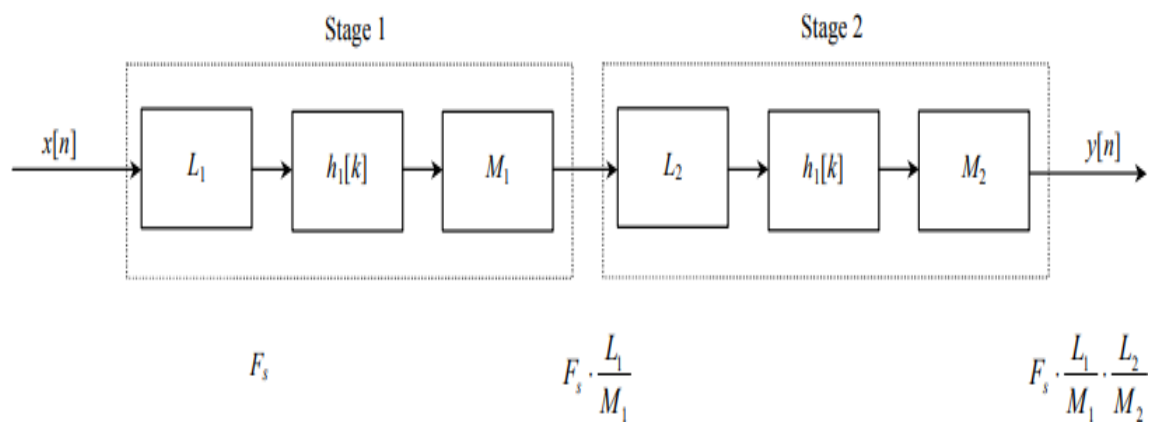 Stage 1
Stage 2
x[n] L₁ h₁[k] M₁ L₂ h₁[k] M₂ y[n]
Fₛ
Fₛ · L₁/M₁
Fₛ · L₁/M₁ · L₂/M₂